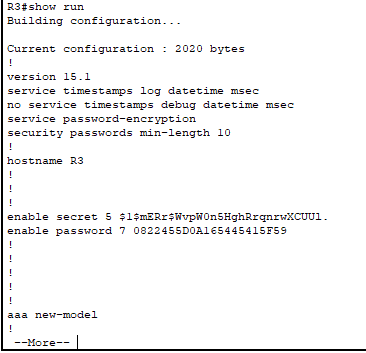 R3#show run
Building configuration...
Current configuration : 2020 bytes
!
version 15.1
service timestamps log datetime msec
no service timestamps debug datetime msec
service password-encryption
security passwords min-length 10
!
hostname R3
!
!
!
enable secret 5 $1$mERr$WvpW0n5HghRrqnrwXCUUl.
enable password 7 0822455D0A165445415F59
!
!
!
!
!
!
aaa new-model
!
--More--